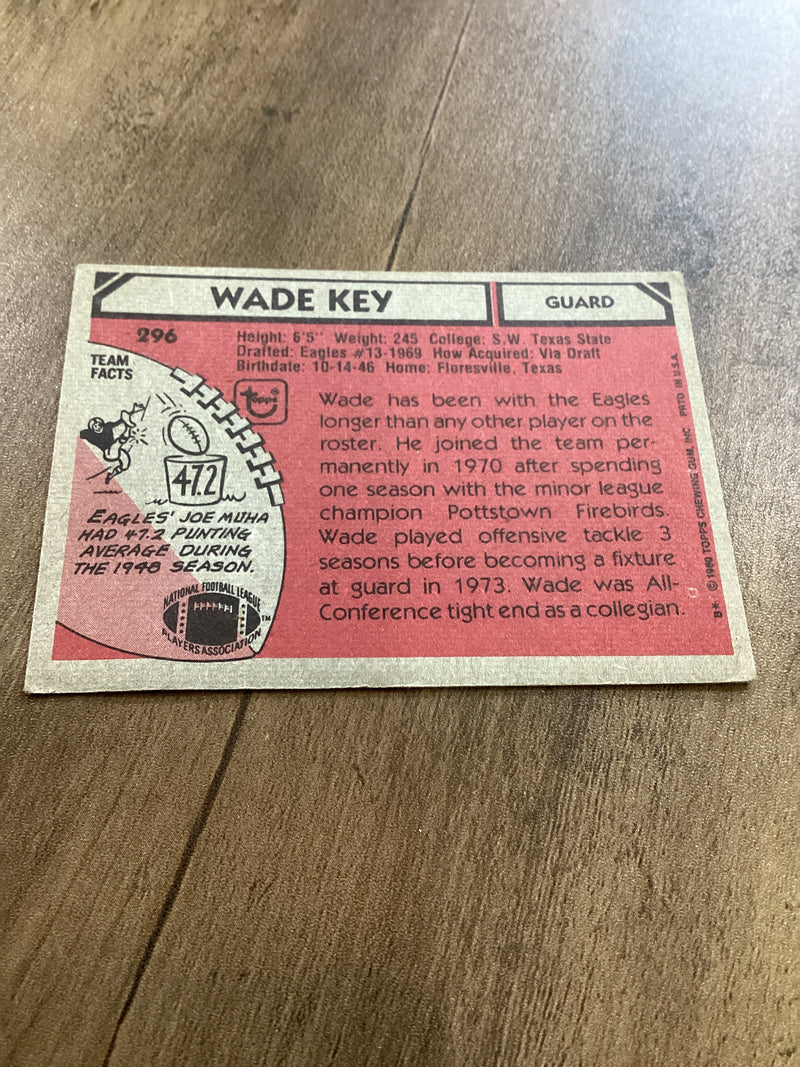 WADE KEY
GUARD
296
Height: 6'5" Weight: 245 College: S.W. Texas State
Drafted: Eagles #13-1969 How Acquired: Via Draft
Birthdate: 10-14-46 Home: Floresville, Texas
TEAM
FACTS
47.2
EAGLES' JOE MUHA
HAD 47.2 PUNTING
AVERAGE DURING
THE 1948 SEASON.
NATIONAL FOOTBALL LEAGUE
PLAYERS ASSOCIATION
TM
topps®
Wade has been with the Eagles
longer than any other player on the
roster. He joined the team per-
manently in 1970 after spending
one season with the minor league
champion Pottstown Firebirds.
Wade played offensive tackle 3
seasons before becoming a fixture
at guard in 1973. Wade was All-
Conference tight end as a collegian.
B* © 1980 TOPPS CHEWING GUM, INC. PRTD. IN U.S.A.